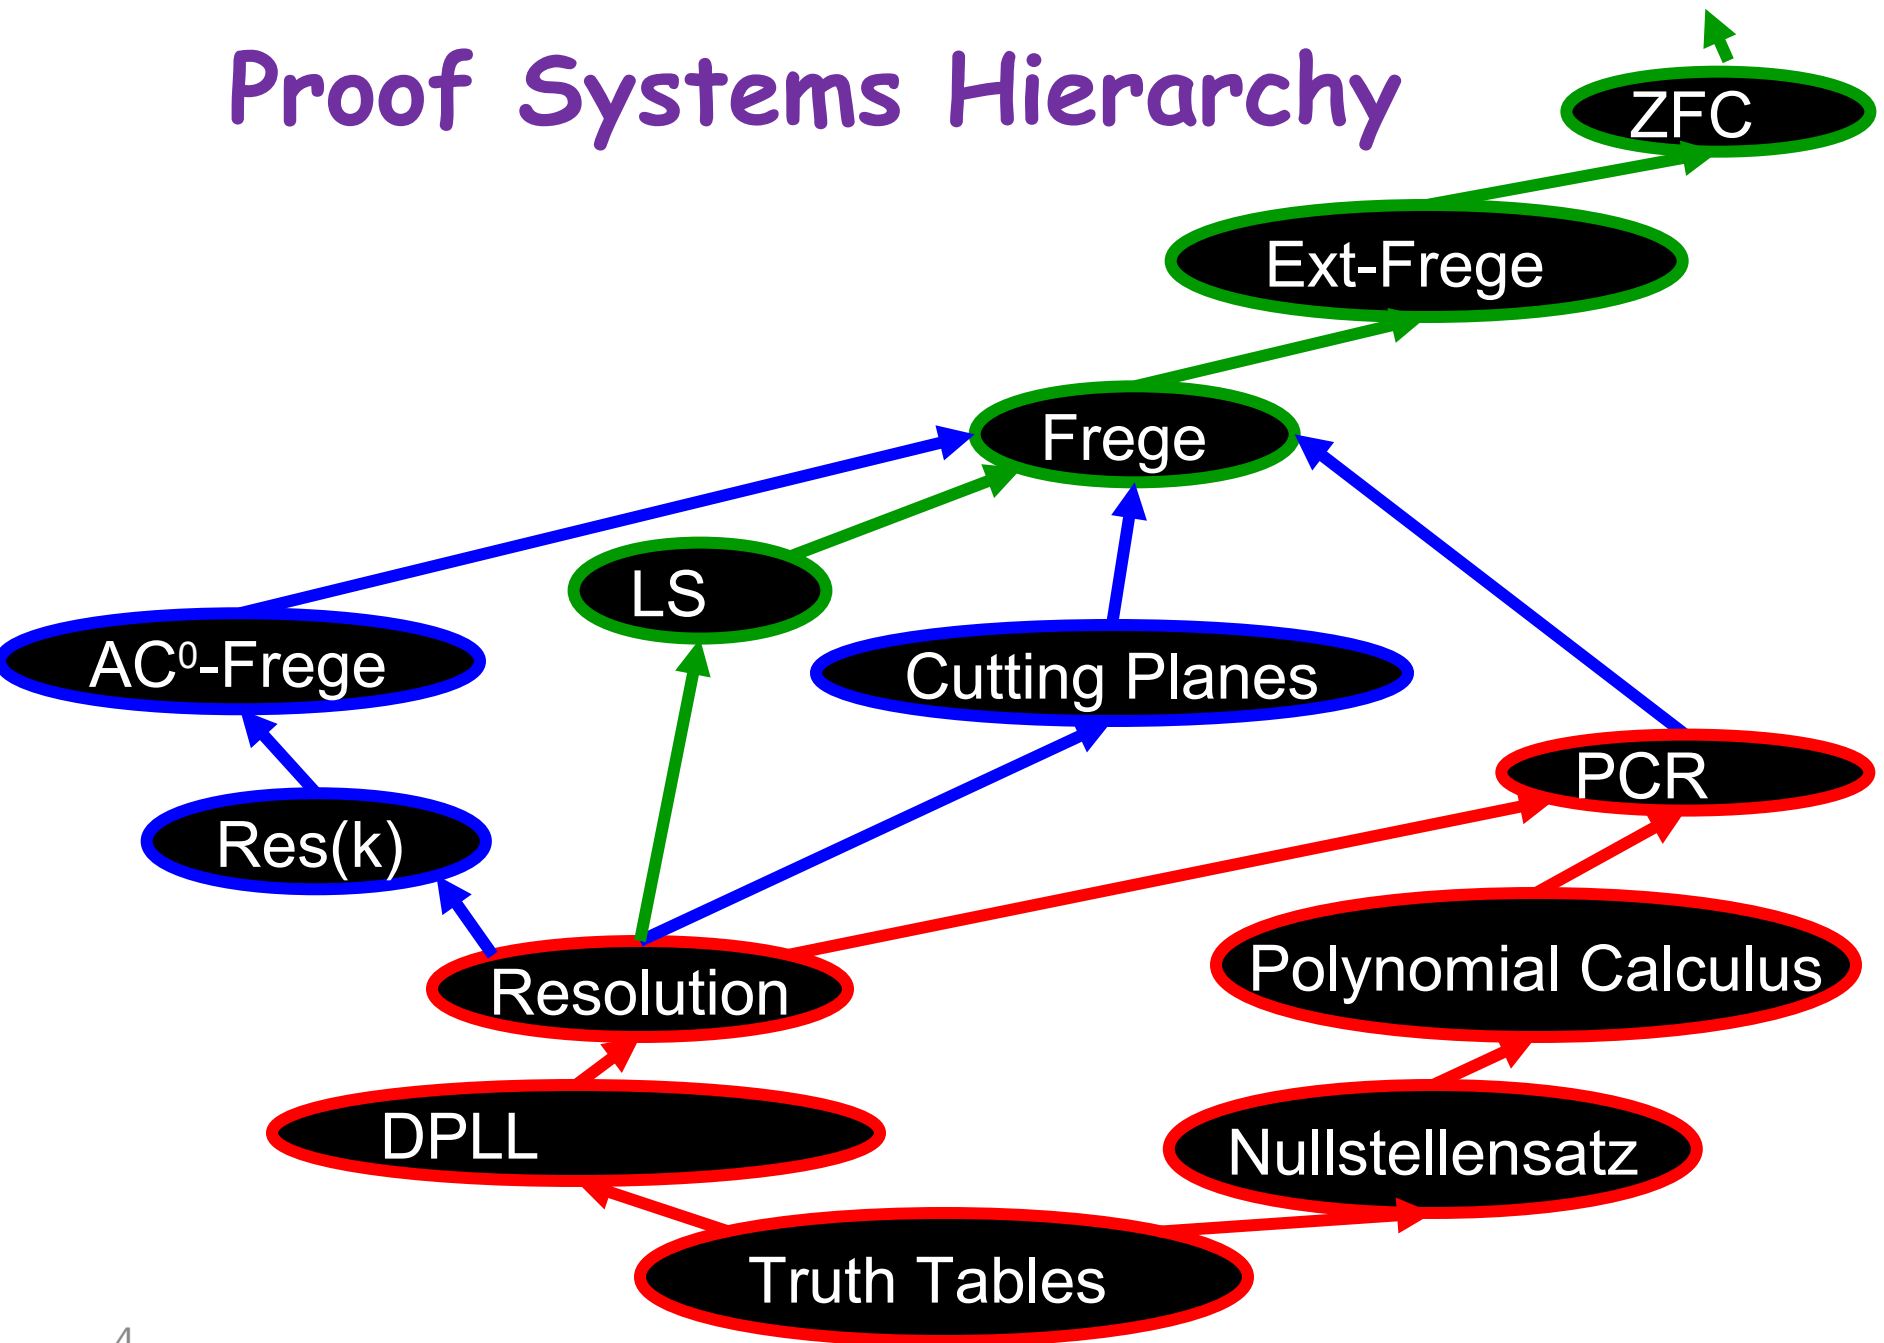 Proof Systems Hierarchy
ZFC
Ext-Frege
Frege
LS
AC⁰-Frege
Cutting Planes
PCR
Res(k)
Polynomial Calculus
Resolution
DPLL
Nullstellensatz
Truth Tables
4